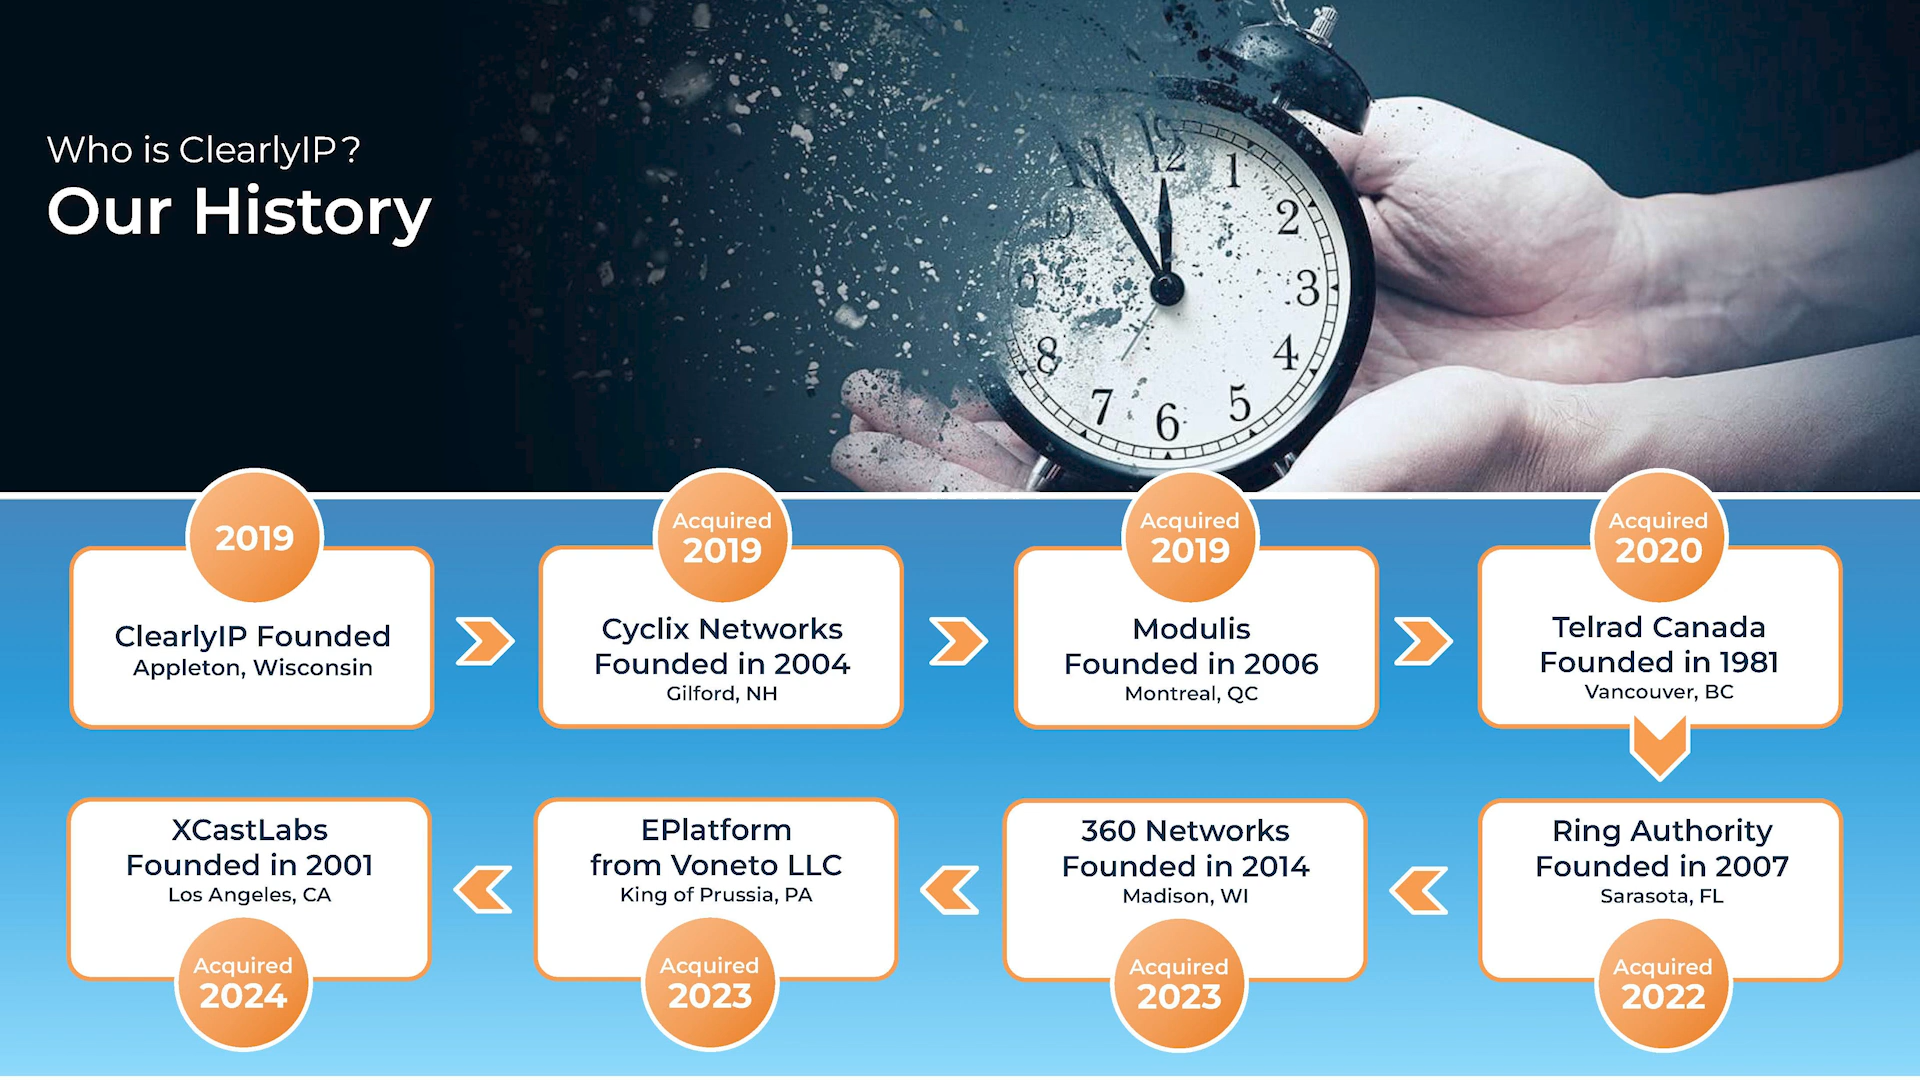 Who is ClearlyIP?
Our History
12
1
2
3
4
5
6
7
8
2019
ClearlyIP Founded
Appleton, Wisconsin
Acquired
2019
Cyclix Networks
Founded in 2004
Gilford, NH
Acquired
2019
Modulis
Founded in 2006
Montreal, QC
Acquired
2020
Telrad Canada
Founded in 1981
Vancouver, BC
Ring Authority
Founded in 2007
Sarasota, FL
Acquired
2022
360 Networks
Founded in 2014
Madison, WI
Acquired
2023
EPlatform
from Voneto LLC
King of Prussia, PA
Acquired
2023
XCastLabs
Founded in 2001
Los Angeles, CA
Acquired
2024